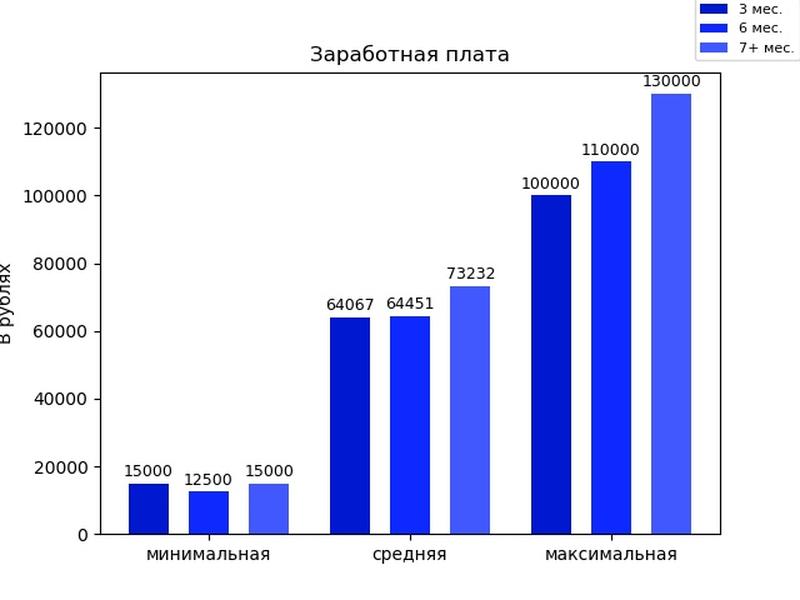 3 мес.
6 мес.
7+ мес.
Заработная плата
130000
120000
110000
100000
100000
80000
73232
64067
64451
60000
40000
20000
15000
12500
15000
0
В рублях
минимальная
средняя
максимальная